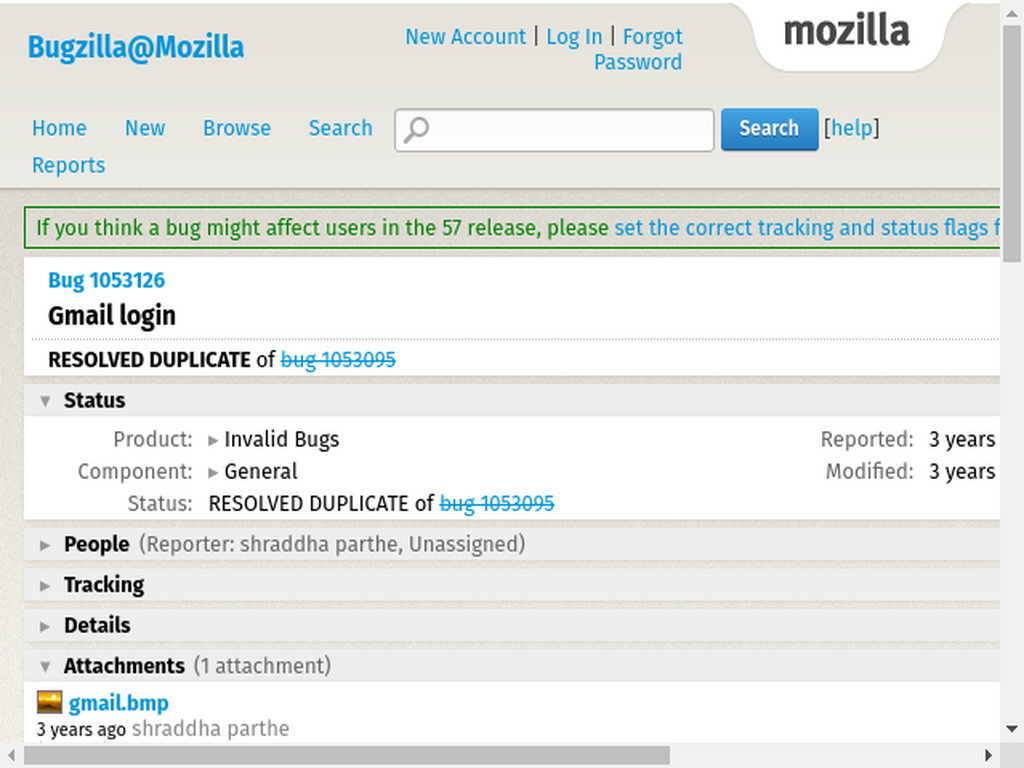 Bugzilla@Mozilla
New Account | Log In | Forgot
Password
mozilla
Home New Browse Search Search [help]
Reports
If you think a bug might affect users in the 57 release, please set the correct tracking and status flags f
Bug 1053126
Gmail login
RESOLVED DUPLICATE of bug 1053095
Status
Product: Invalid Bugs Reported: 3 years
Component: General Modified: 3 years
Status: RESOLVED DUPLICATE of bug 1053095
People (Reporter: shraddha parthe, Unassigned)
Tracking
Details
Attachments (1 attachment)
gmail.bmp
3 years ago shraddha parthe